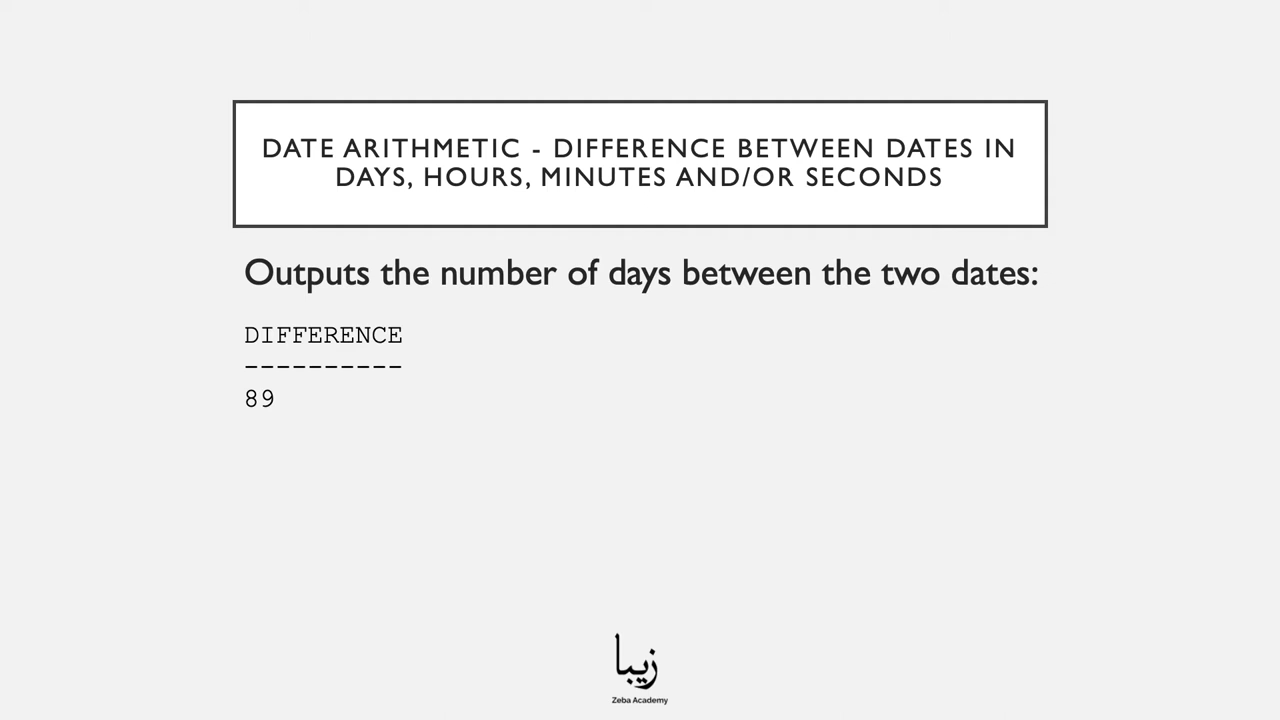 DATE ARITHMETIC - DIFFERENCE BETWEEN DATES IN
DAYS, HOURS, MINUTES AND/OR SECONDS
Outputs the number of days between the two dates:
DIFFERENCE
----------
89
زيبا
Zeba Academy